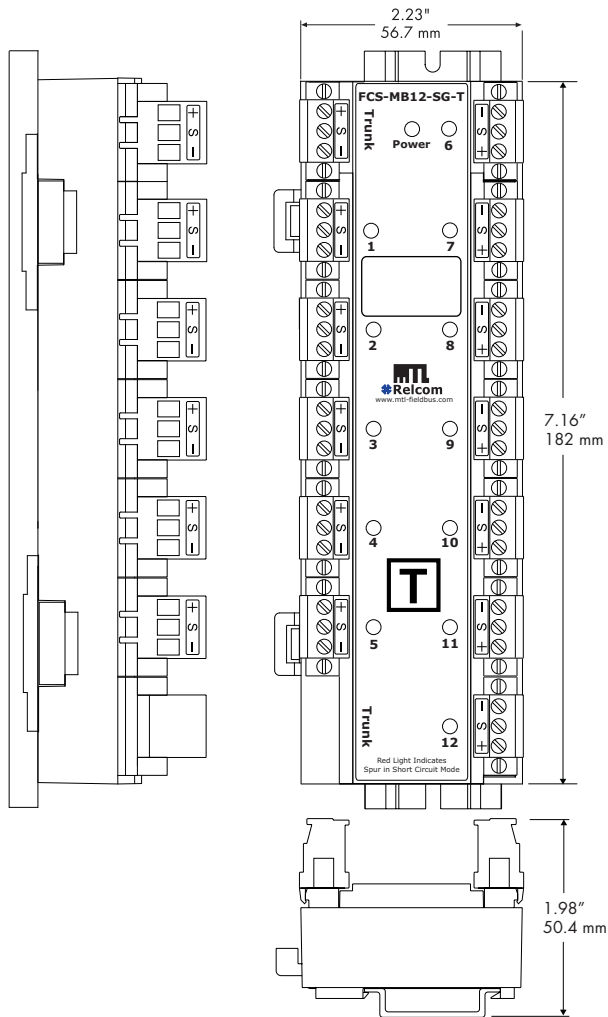 2.23"
56.7 mm
FCS-MB12-SG-T
Trunk
Power
6
+ S −
+ S −
+ S −
− S +
1
7
+ S −
+ S −
− S +
2
8
+ S −
+ S −
− S +
MTL
Relcom
www.mtl-fieldbus.com
3
9
+ S −
+ S −
− S +
7.16"
182 mm
4
10
+ S −
+ S −
− S +
T
5
11
+ S −
+ S −
− S +
Trunk
12
− S +
Red Light Indicates
Spur in Short Circuit Mode
1.98"
50.4 mm